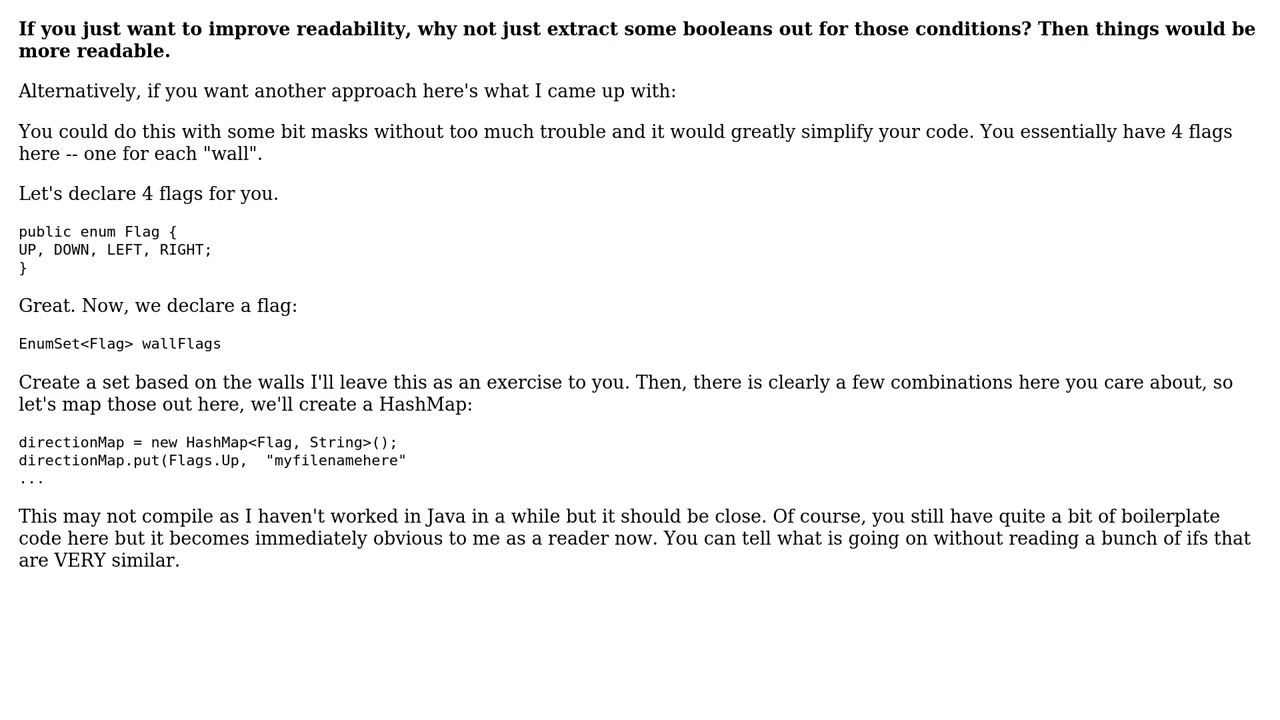 If you just want to improve readability, why not just extract some booleans out for those conditions? Then things would be
more readable.
Alternatively, if you want another approach here's what I came up with:
You could do this with some bit masks without too much trouble and it would greatly simplify your code. You essentially have 4 flags
here -- one for each "wall".
Let's declare 4 flags for you.
public enum Flag {
UP, DOWN, LEFT, RIGHT;
}
Great. Now, we declare a flag:
EnumSet<Flag> wallFlags
Create a set based on the walls I'll leave this as an exercise to you. Then, there is clearly a few combinations here you care about, so
let's map those out here, we'll create a HashMap:
directionMap = new HashMap<Flag, String>();
directionMap.put(Flags.Up,  "myfilenamehere"
...
This may not compile as I haven't worked in Java in a while but it should be close. Of course, you still have quite a bit of boilerplate
code here but it becomes immediately obvious to me as a reader now. You can tell what is going on without reading a bunch of ifs that
are VERY similar.